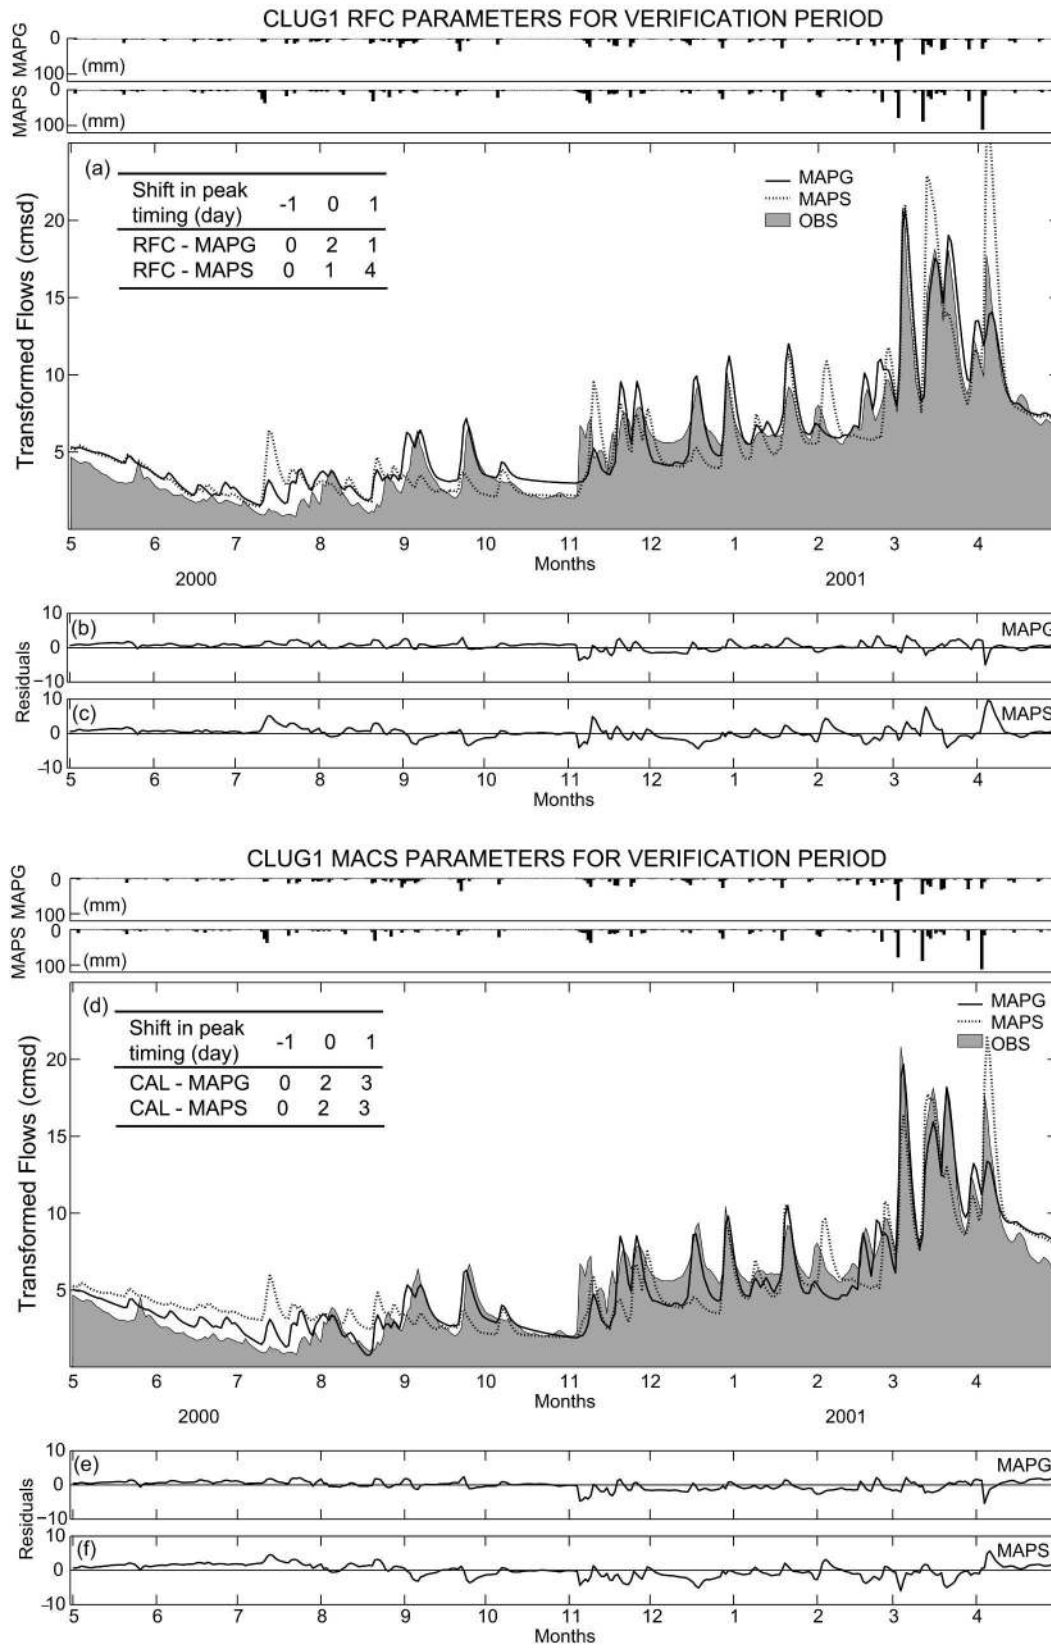 CLUG1 RFC PARAMETERS FOR VERIFICATION PERIOD
MAPG
0
100
(mm)
MAPS
0
100
(mm)
(a)
Shift in peak timing (day) -1 0 1
RFC - MAPG 0 2 1
RFC - MAPS 0 1 4
MAPG
MAPS
OBS
Transformed Flows (cmsd)
20
15
10
5
5 6 7 8 9 10 11 12 1 2 3 4
Months
2000 2001
Residuals
10
0
-10
(b)
MAPG
10
0
-10
(c)
MAPS
5 6 7 8 9 10 11 12 1 2 3 4
Months
CLUG1 MACS PARAMETERS FOR VERIFICATION PERIOD
MAPG
0
100
(mm)
MAPS
0
100
(mm)
(d)
Shift in peak timing (day) -1 0 1
CAL - MAPG 0 2 3
CAL - MAPS 0 2 3
MAPG
MAPS
OBS
Transformed Flows (cmsd)
20
15
10
5
5 6 7 8 9 10 11 12 1 2 3 4
Months
2000 2001
Residuals
10
0
-10
(e)
MAPG
10
0
-10
(f)
MAPS
5 6 7 8 9 10 11 12 1 2 3 4
Months